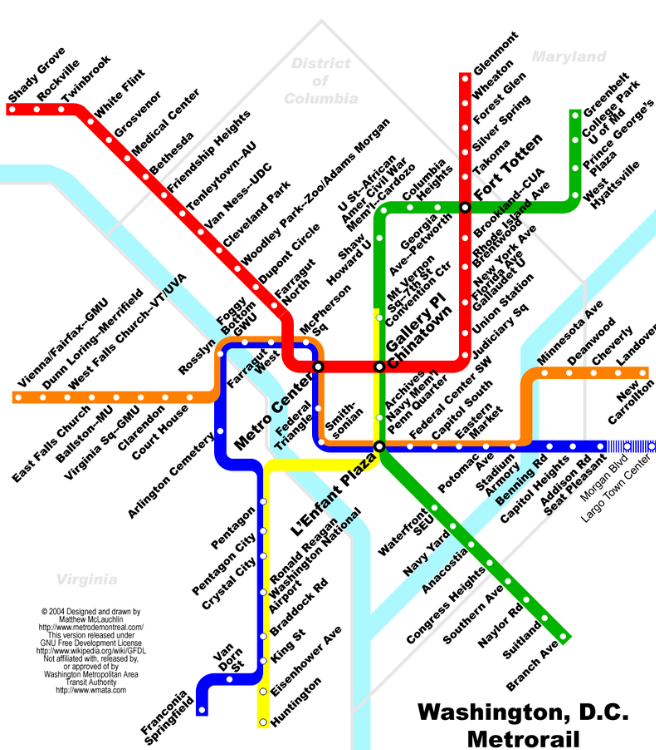 Shady Grove
Rockville
Twinbrook
White Flint
Grosvenor
Medical Center
Bethesda
Friendship Heights
Tenleytown–AU
Van Ness–UDC
Cleveland Park
Woodley Park–Zoo/Adams Morgan
Dupont Circle
Farragut
North
District
of
Columbia
Maryland
Glenmont
Wheaton
Forest Glen
Silver Spring
Takoma
Fort Totten
Brookland–CUA
Rhode Island Ave
Brentwood
New York Ave
Florida Ave
Gallaudet U
Union Station
Judiciary Sq
Greenbelt
College Park
U of Md
Prince George's
Plaza
West
Hyattsville
U St–African
Amer Civil War
Mem'l–Cardozo
Columbia
Heights
Georgia
Ave–Petworth
Shaw
Howard U
Mt Vernon
Sq–7th St
Convention Ctr
Gallery Pl
Chinatown
Vienna/Fairfax–GMU
Dunn Loring–Merrifield
West Falls Church–VT/UVA
East Falls Church
Ballston–MU
Virginia Sq–GMU
Clarendon
Court House
Rosslyn
Foggy
Bottom
GWU
Farragut
West
McPherson
Sq
Metro Center
Federal
Triangle
Smith-
sonian
Archives
Navy Mem'l
Penn Quarter
L'Enfant Plaza
Federal Center SW
Capitol South
Eastern
Market
Potomac
Ave
Stadium
Armory
Minnesota Ave
Deanwood
Cheverly
Landover
New
Carrollton
Benning Rd
Capitol Heights
Addison Rd
Seat Pleasant
Morgan Blvd
Largo Town Center
Arlington Cemetery
Pentagon
Pentagon City
Crystal City
Ronald Reagan
Washington National
Airport
Braddock Rd
King St
Eisenhower Ave
Huntington
Van
Dorn
St
Franconia
Springfield
Waterfront
SEU
Navy Yard
Anacostia
Congress Heights
Southern Ave
Naylor Rd
Suitland
Branch Ave
Virginia
© 2004 Designed and drawn by
Matthew McLauchlin
http://www.metrodemontreal.com/
This version released under
GNU Free Development License
http://www.wikipedia.org/wiki/GFDL
Not affiliated with, released by,
or approved of by
Washington Metropolitan Area
Transit Authority
http://www.wmata.com
Washington, D.C.
Metrorail